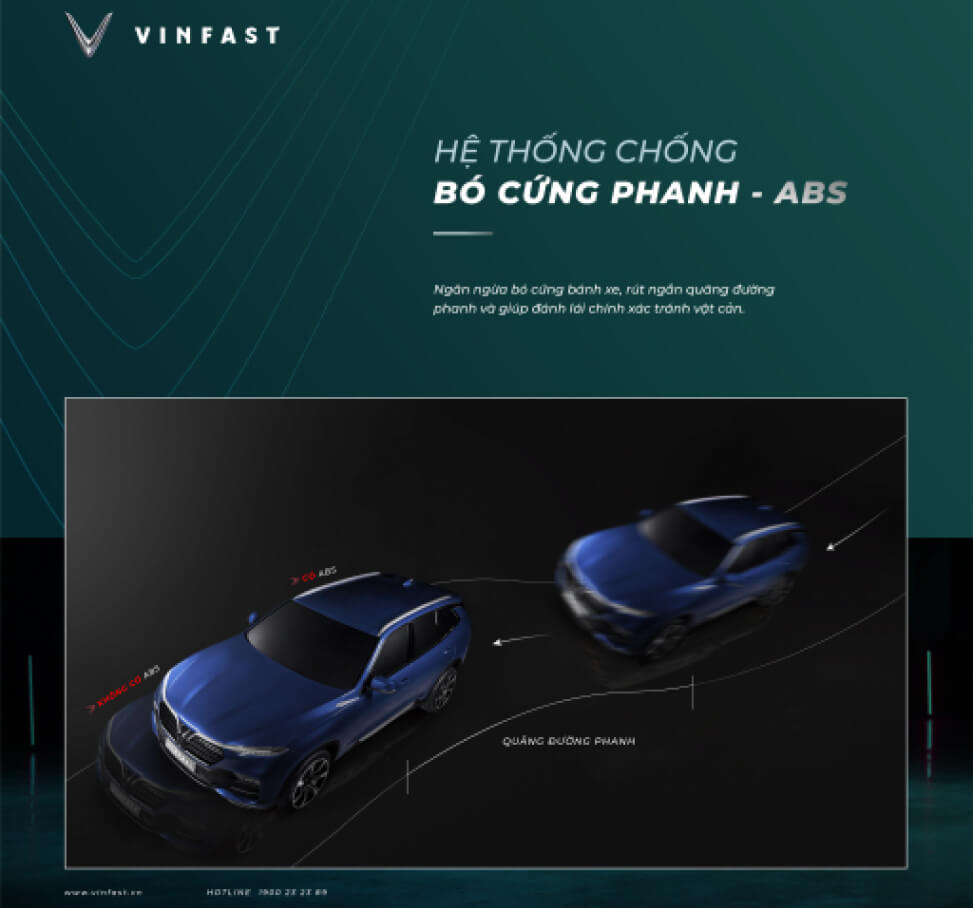 VINFAST
HỆ THỐNG CHỐNG
BÓ CỨNG PHANH - ABS
Ngăn ngừa bó cứng bánh xe, rút ngắn quãng đường
phanh và giúp đánh lái chính xác tránh vật cản.
CÓ ABS
KHÔNG CÓ ABS
QUÃNG ĐƯỜNG PHANH
www.vinfast.vn HOTLINE 1900 23 23 89